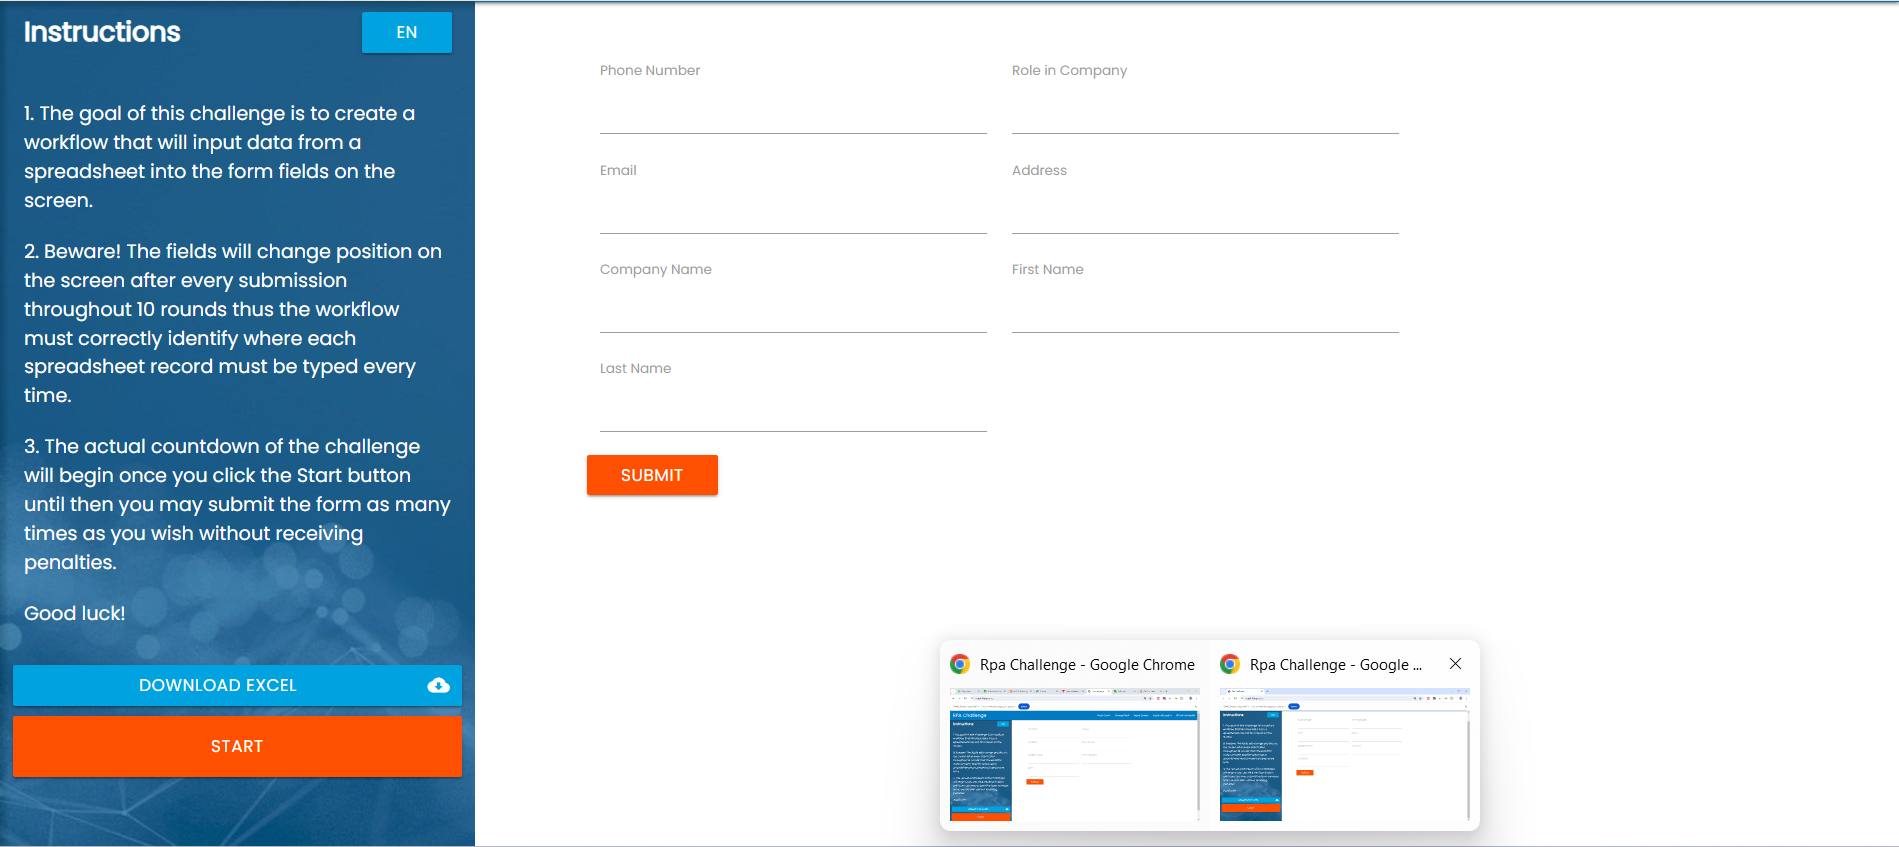 Instructions
EN
1. The goal of this challenge is to create a
workflow that will input data from a
spreadsheet into the form fields on the
screen.
2. Beware! The fields will change position on
the screen after every submission
throughout 10 rounds thus the workflow
must correctly identify where each
spreadsheet record must be typed every
time.
3. The actual countdown of the challenge
will begin once you click the Start button
until then you may submit the form as many
times as you wish without receiving
penalties.
Good luck!
DOWNLOAD EXCEL
START
Phone Number
Role in Company
Email
Address
Company Name
First Name
Last Name
SUBMIT
Rpa Challenge - Google Chrome
Rpa Challenge - Google ...
RPA Challenge
Instructions
Instructions